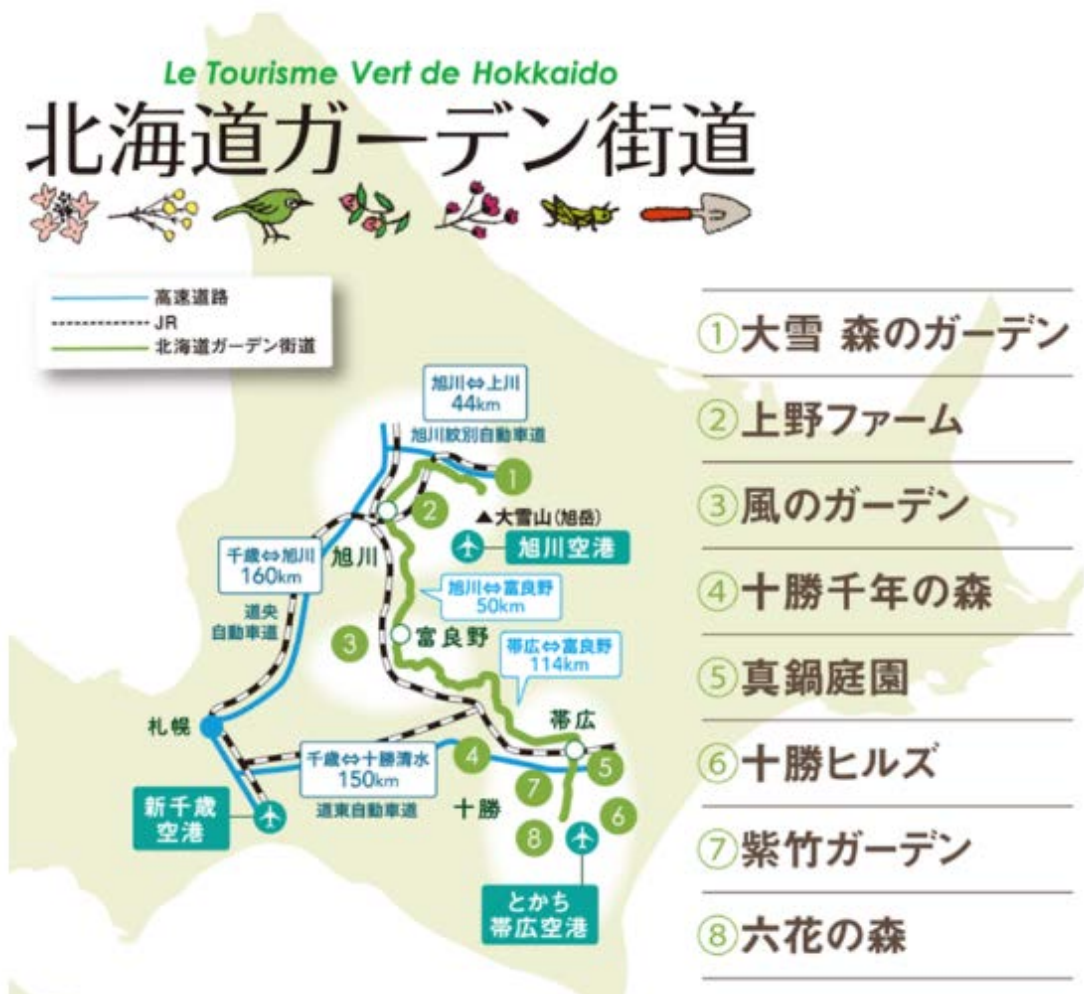 Le Tourisme Vert de Hokkaido
北海道ガーデン街道
高速道路
JR
北海道ガーデン街道
旭川⇔上川
44km
旭川紋別自動車道
①
②
▲大雪山(旭岳)
旭川空港
旭川
千歳⇔旭川
160km
道央
自動車道
旭川⇔富良野
50km
③
富良野
帯広⇔富良野
114km
札幌
帯広
④
⑤
千歳⇔十勝清水
150km
道東自動車道
十勝
⑦
⑥
⑧
新千歳
空港
とかち
帯広空港
①大雪 森のガーデン
②上野ファーム
③風のガーデン
④十勝千年の森
⑤真鍋庭園
⑥十勝ヒルズ
⑦紫竹ガーデン
⑧六花の森